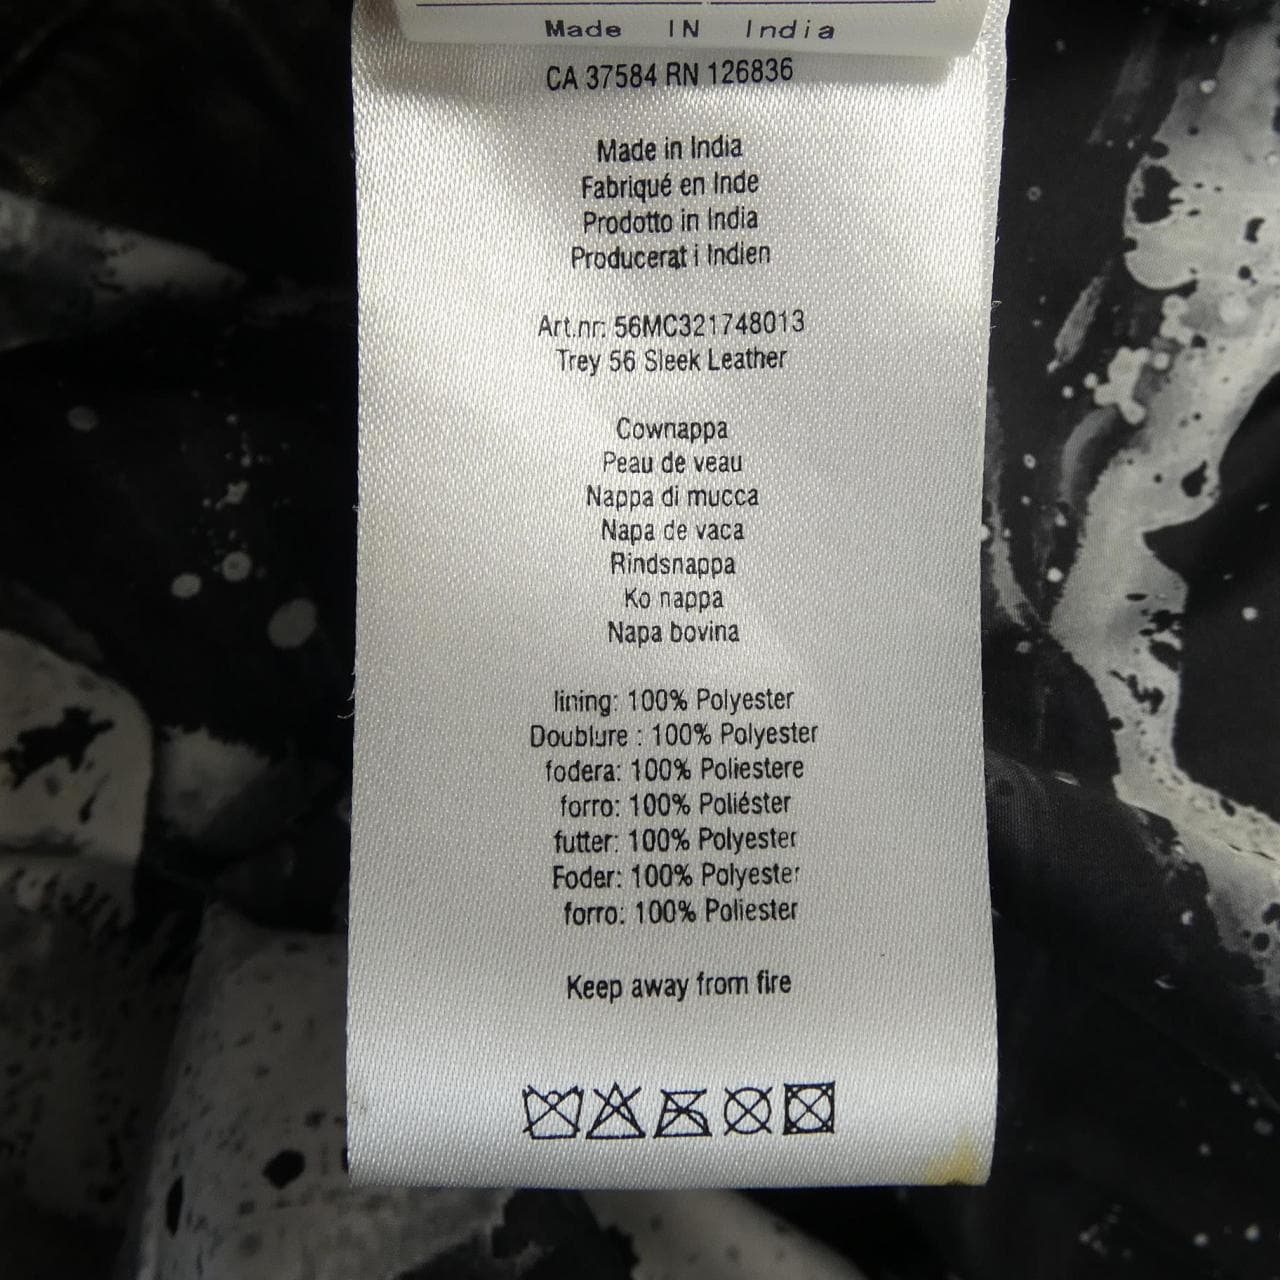 Made IN India
CA 37584 RN 126836
Made in India
Fabriqué en Inde
Prodotto in India
Producerat i Indien
Art.nr: 56MC321748013
Trey 56 Sleek Leather
Cownappa
Peau de veau
Nappa di mucca
Napa de vaca
Rindsnappa
Ko nappa
Napa bovina
lining: 100% Polyester
Doublure : 100% Polyester
fodera: 100% Poliestere
forro: 100% Poliéster
futter: 100% Polyester
Foder: 100% Polyester
forro: 100% Poliester
Keep away from fire